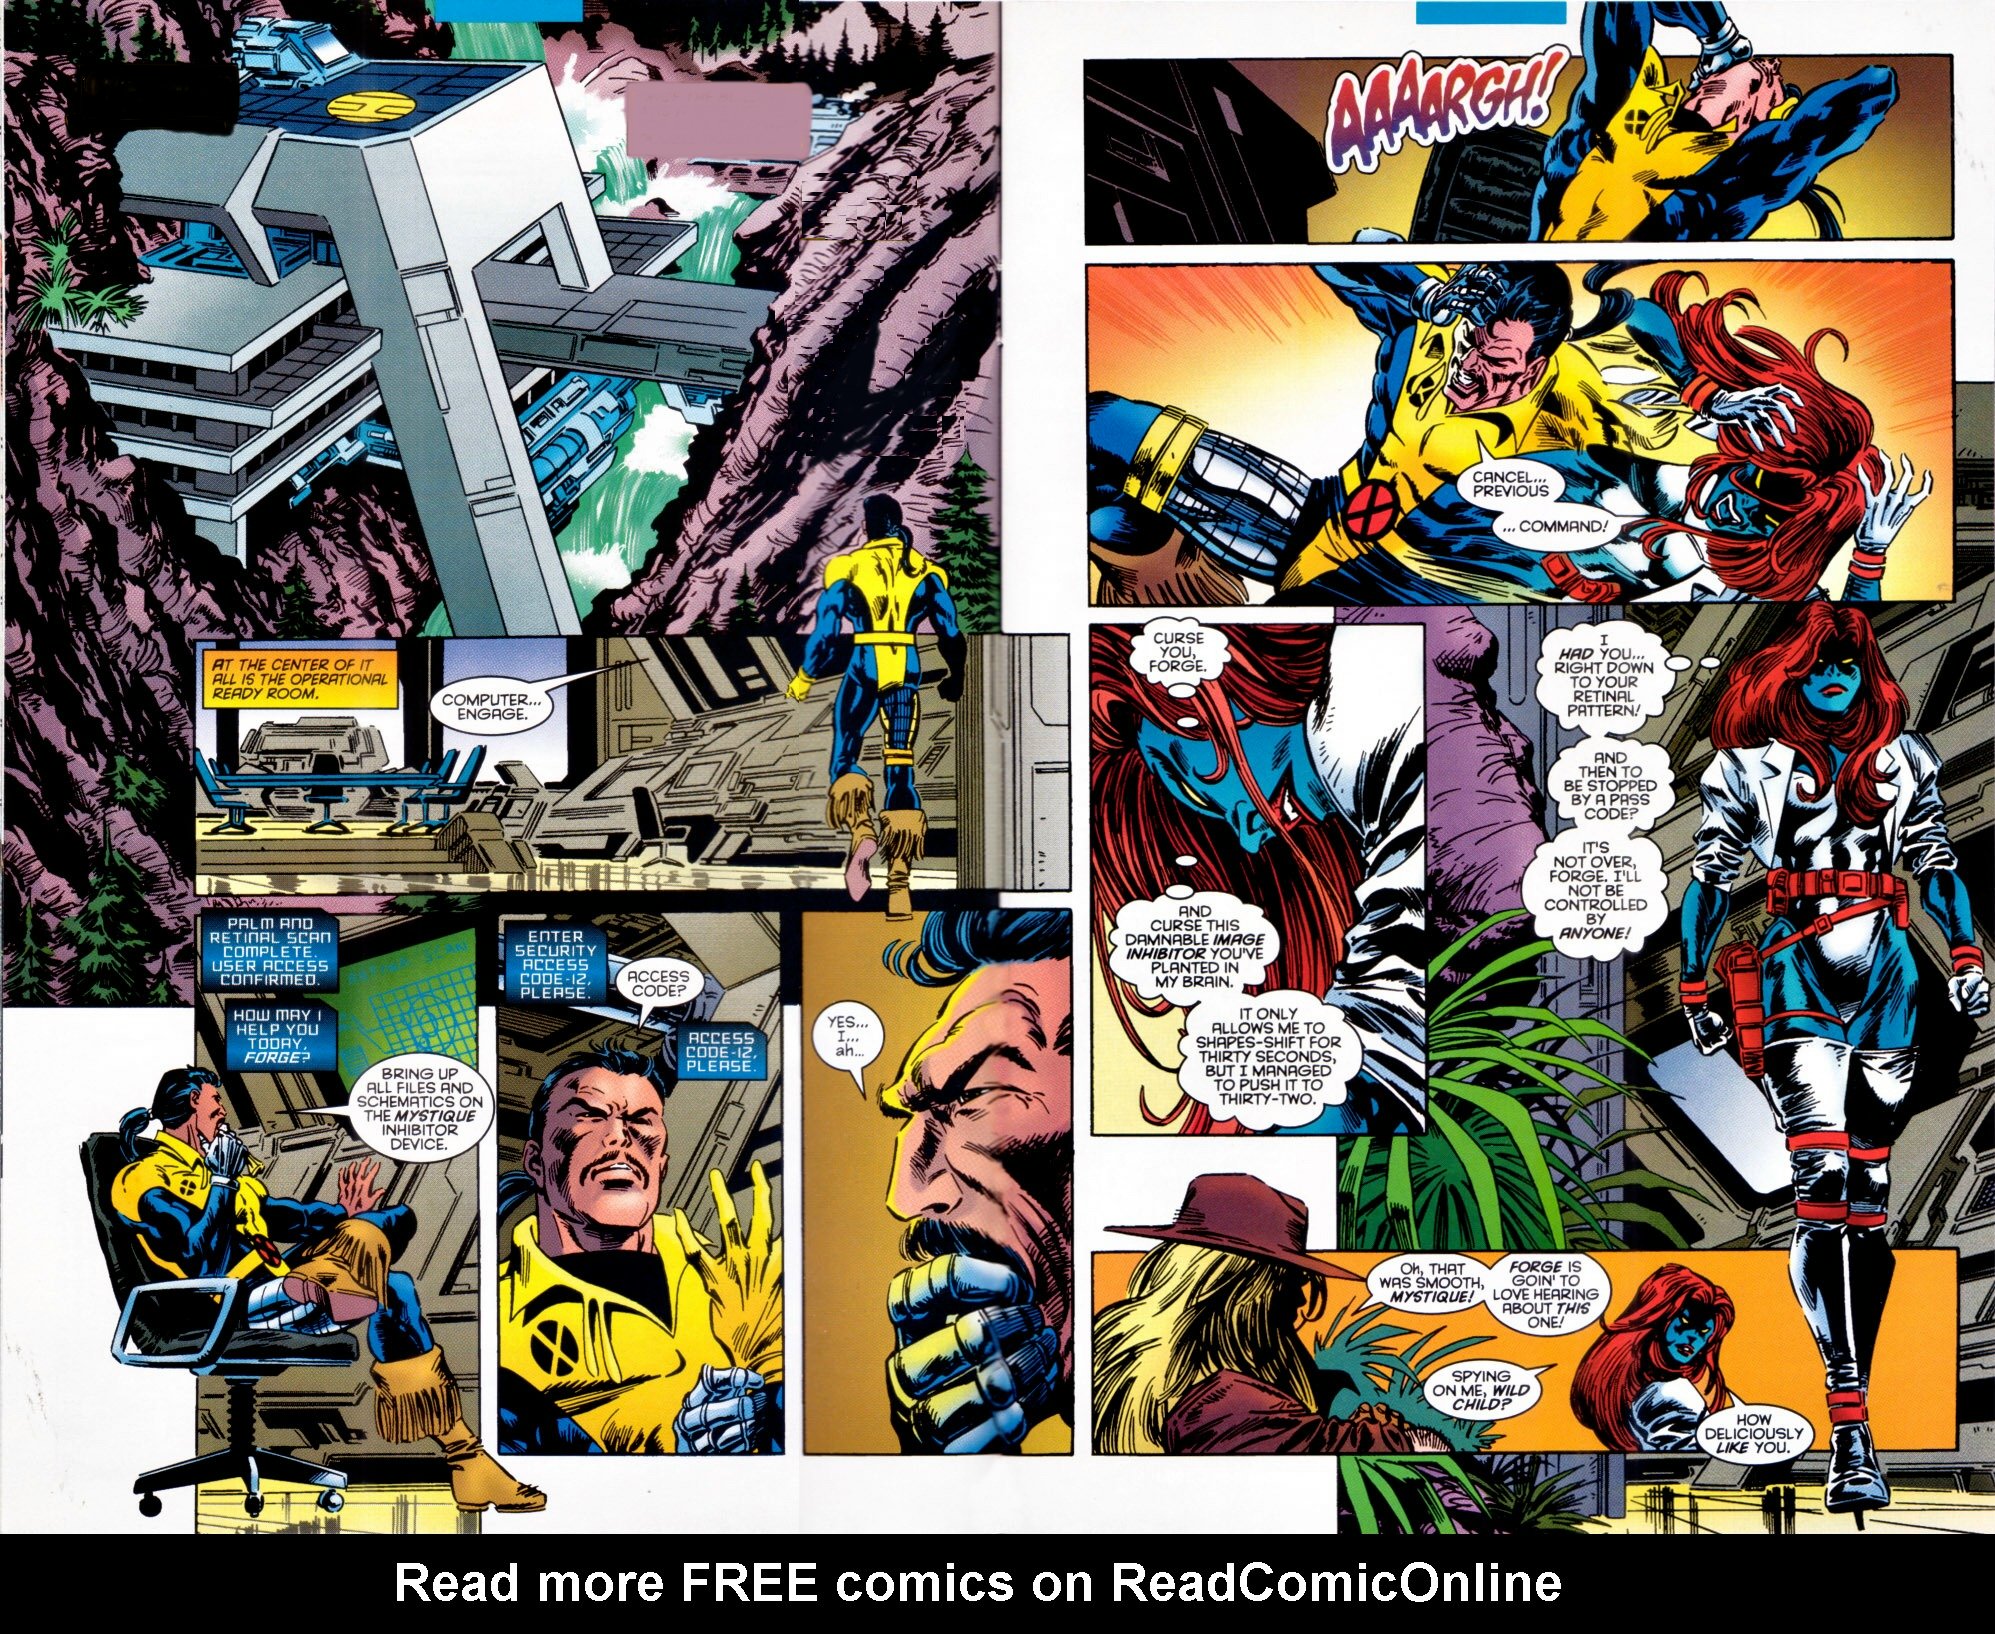 AT THE CENTER OF IT
ALL IS THE OPERATIONAL
READY ROOM.
COMPUTER...
ENGAGE.
PALM AND
RETINAL SCAN
COMPLETE.
USER ACCESS
CONFIRMED.
HOW MAY I
HELP YOU
TODAY,
FORGE?
BRING UP
ALL FILES AND
SCHEMATICS ON
THE MYSTIQUE
INHIBITOR
DEVICE.
ENTER
SECURITY
ACCESS
CODE-12,
PLEASE.
ACCESS
CODE?
ACCESS
CODE-12,
PLEASE.
YES...
I...
ah...
AAAARGH!
CANCEL...
PREVIOUS
... COMMAND!
CURSE
YOU,
FORGE.
AND
CURSE THIS
DAMNABLE IMAGE
INHIBITOR YOU'VE
PLANTED IN
MY BRAIN.
IT ONLY
ALLOWS ME TO
SHAPES-SHIFT FOR
THIRTY SECONDS,
BUT I MANAGED
TO PUSH IT TO
THIRTY-TWO.
I
HAD YOU...
RIGHT DOWN
TO YOUR
RETINAL
PATTERN!
AND
THEN TO
BE STOPPED
BY A PASS
CODE?
IT'S
NOT OVER,
FORGE. I'LL
NOT BE
CONTROLLED
BY
ANYONE!
Oh, THAT
WAS SMOOTH,
MYSTIQUE!
FORGE IS
GOIN' TO
LOVE HEARING
ABOUT THIS
ONE!
SPYING
ON ME, WILD
CHILD?
HOW
DELICIOUSLY
LIKE YOU.
Read more FREE comics on ReadComicOnline